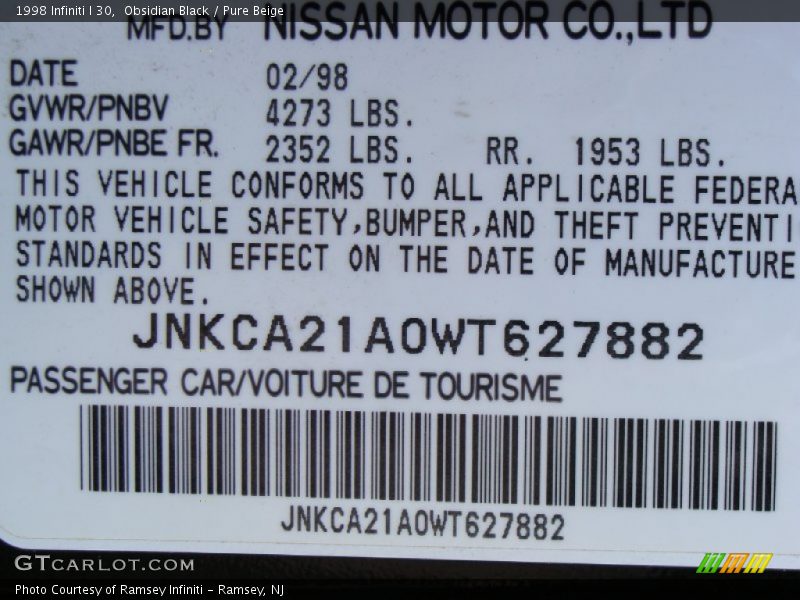 1998 Infiniti I 30, Obsidian Black / Pure Beige
MFD.BY NISSAN MOTOR CO.,LTD
DATE 02/98
GVWR/PNBV 4273 LBS.
GAWR/PNBE FR. 2352 LBS. RR. 1953 LBS.
THIS VEHICLE CONFORMS TO ALL APPLICABLE FEDERA
MOTOR VEHICLE SAFETY,BUMPER,AND THEFT PREVENTI
STANDARDS IN EFFECT ON THE DATE OF MANUFACTURE
SHOWN ABOVE.
JNKCA21A0WT627882
PASSENGER CAR/VOITURE DE TOURISME
JNKCA21A0WT627882
GTCARLOT.COM
Photo Courtesy of Ramsey Infiniti – Ramsey, NJ